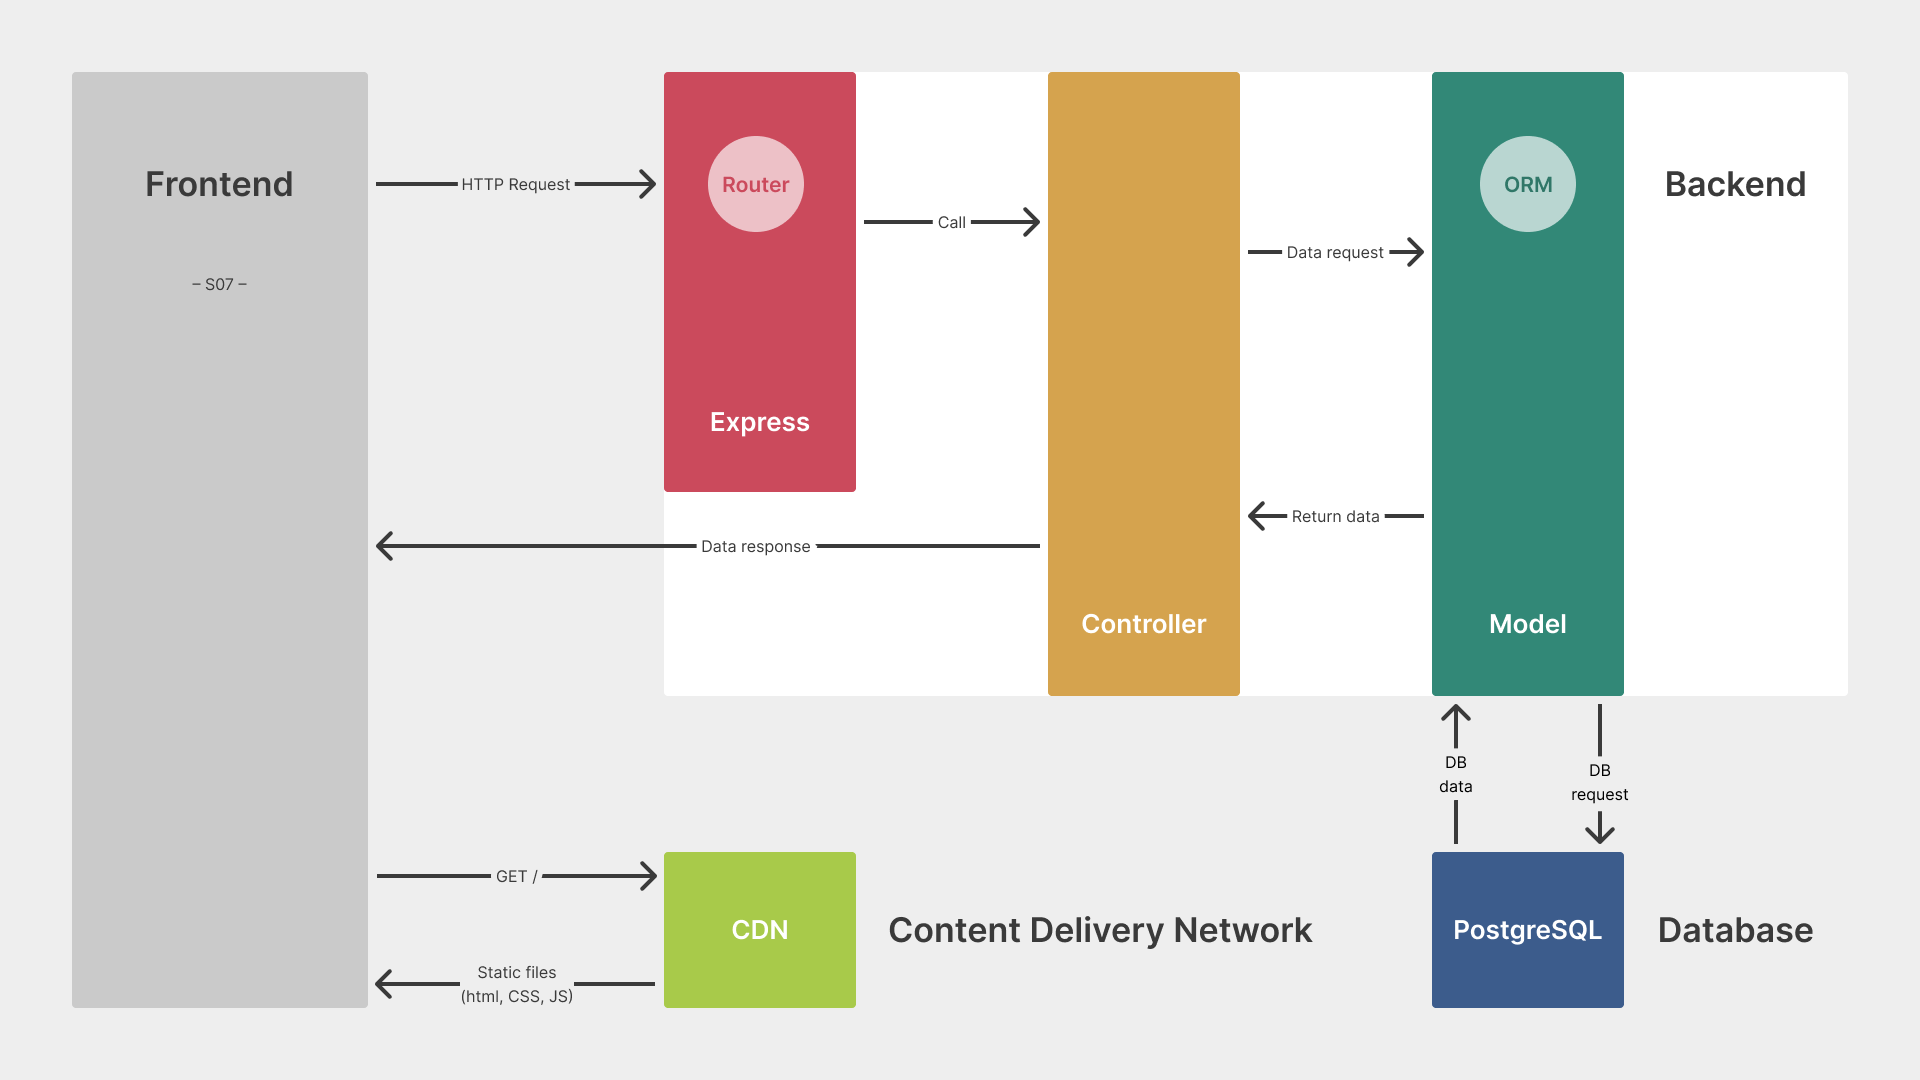 Frontend
– S07 –
HTTP Request
Router
Express
Call
Data request
ORM
Backend
Return data
Data response
Controller
Model
DB
data
DB
request
GET /
CDN
Content Delivery Network
PostgreSQL
Database
Static files
(html, CSS, JS)